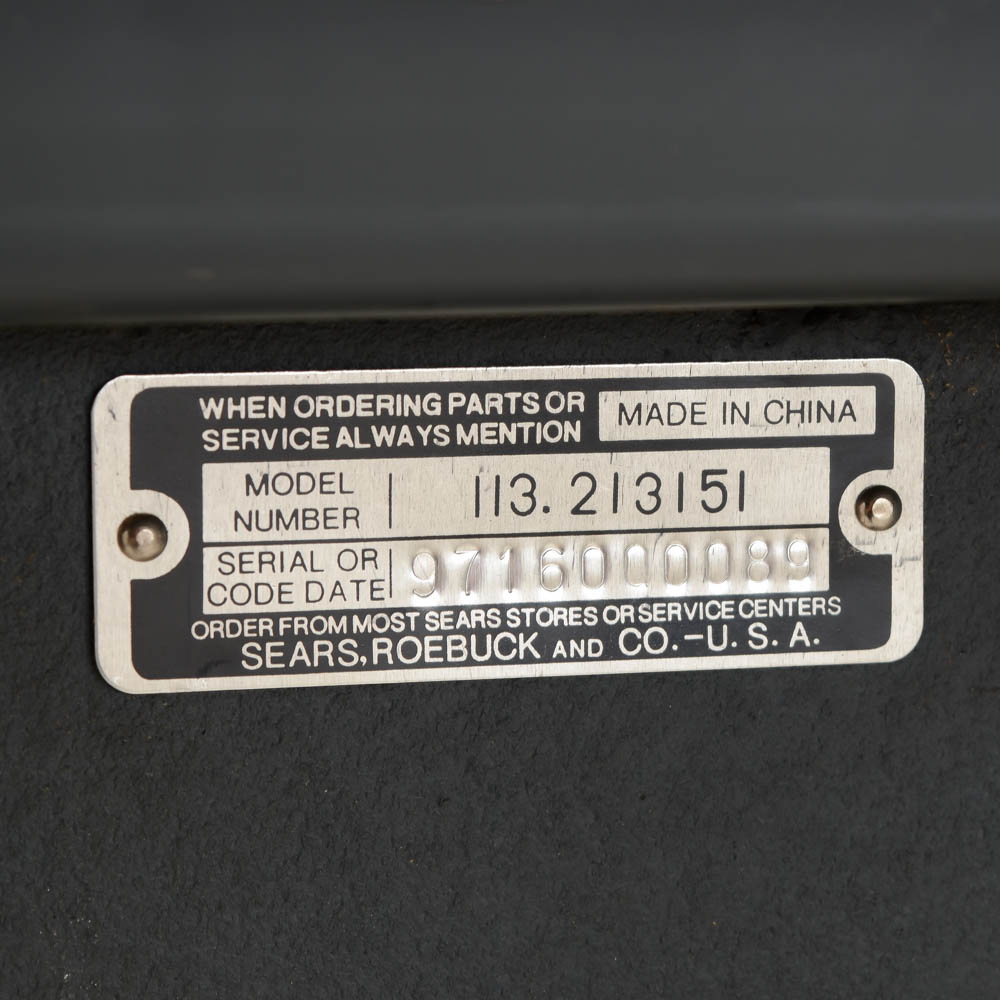 WHEN ORDERING PARTS OR
SERVICE ALWAYS MENTION
MADE IN CHINA
MODEL
NUMBER
113.213151
SERIAL OR
CODE DATE
9716000089
ORDER FROM MOST SEARS STORES OR SERVICE CENTERS
SEARS, ROEBUCK AND CO.-U.S.A.